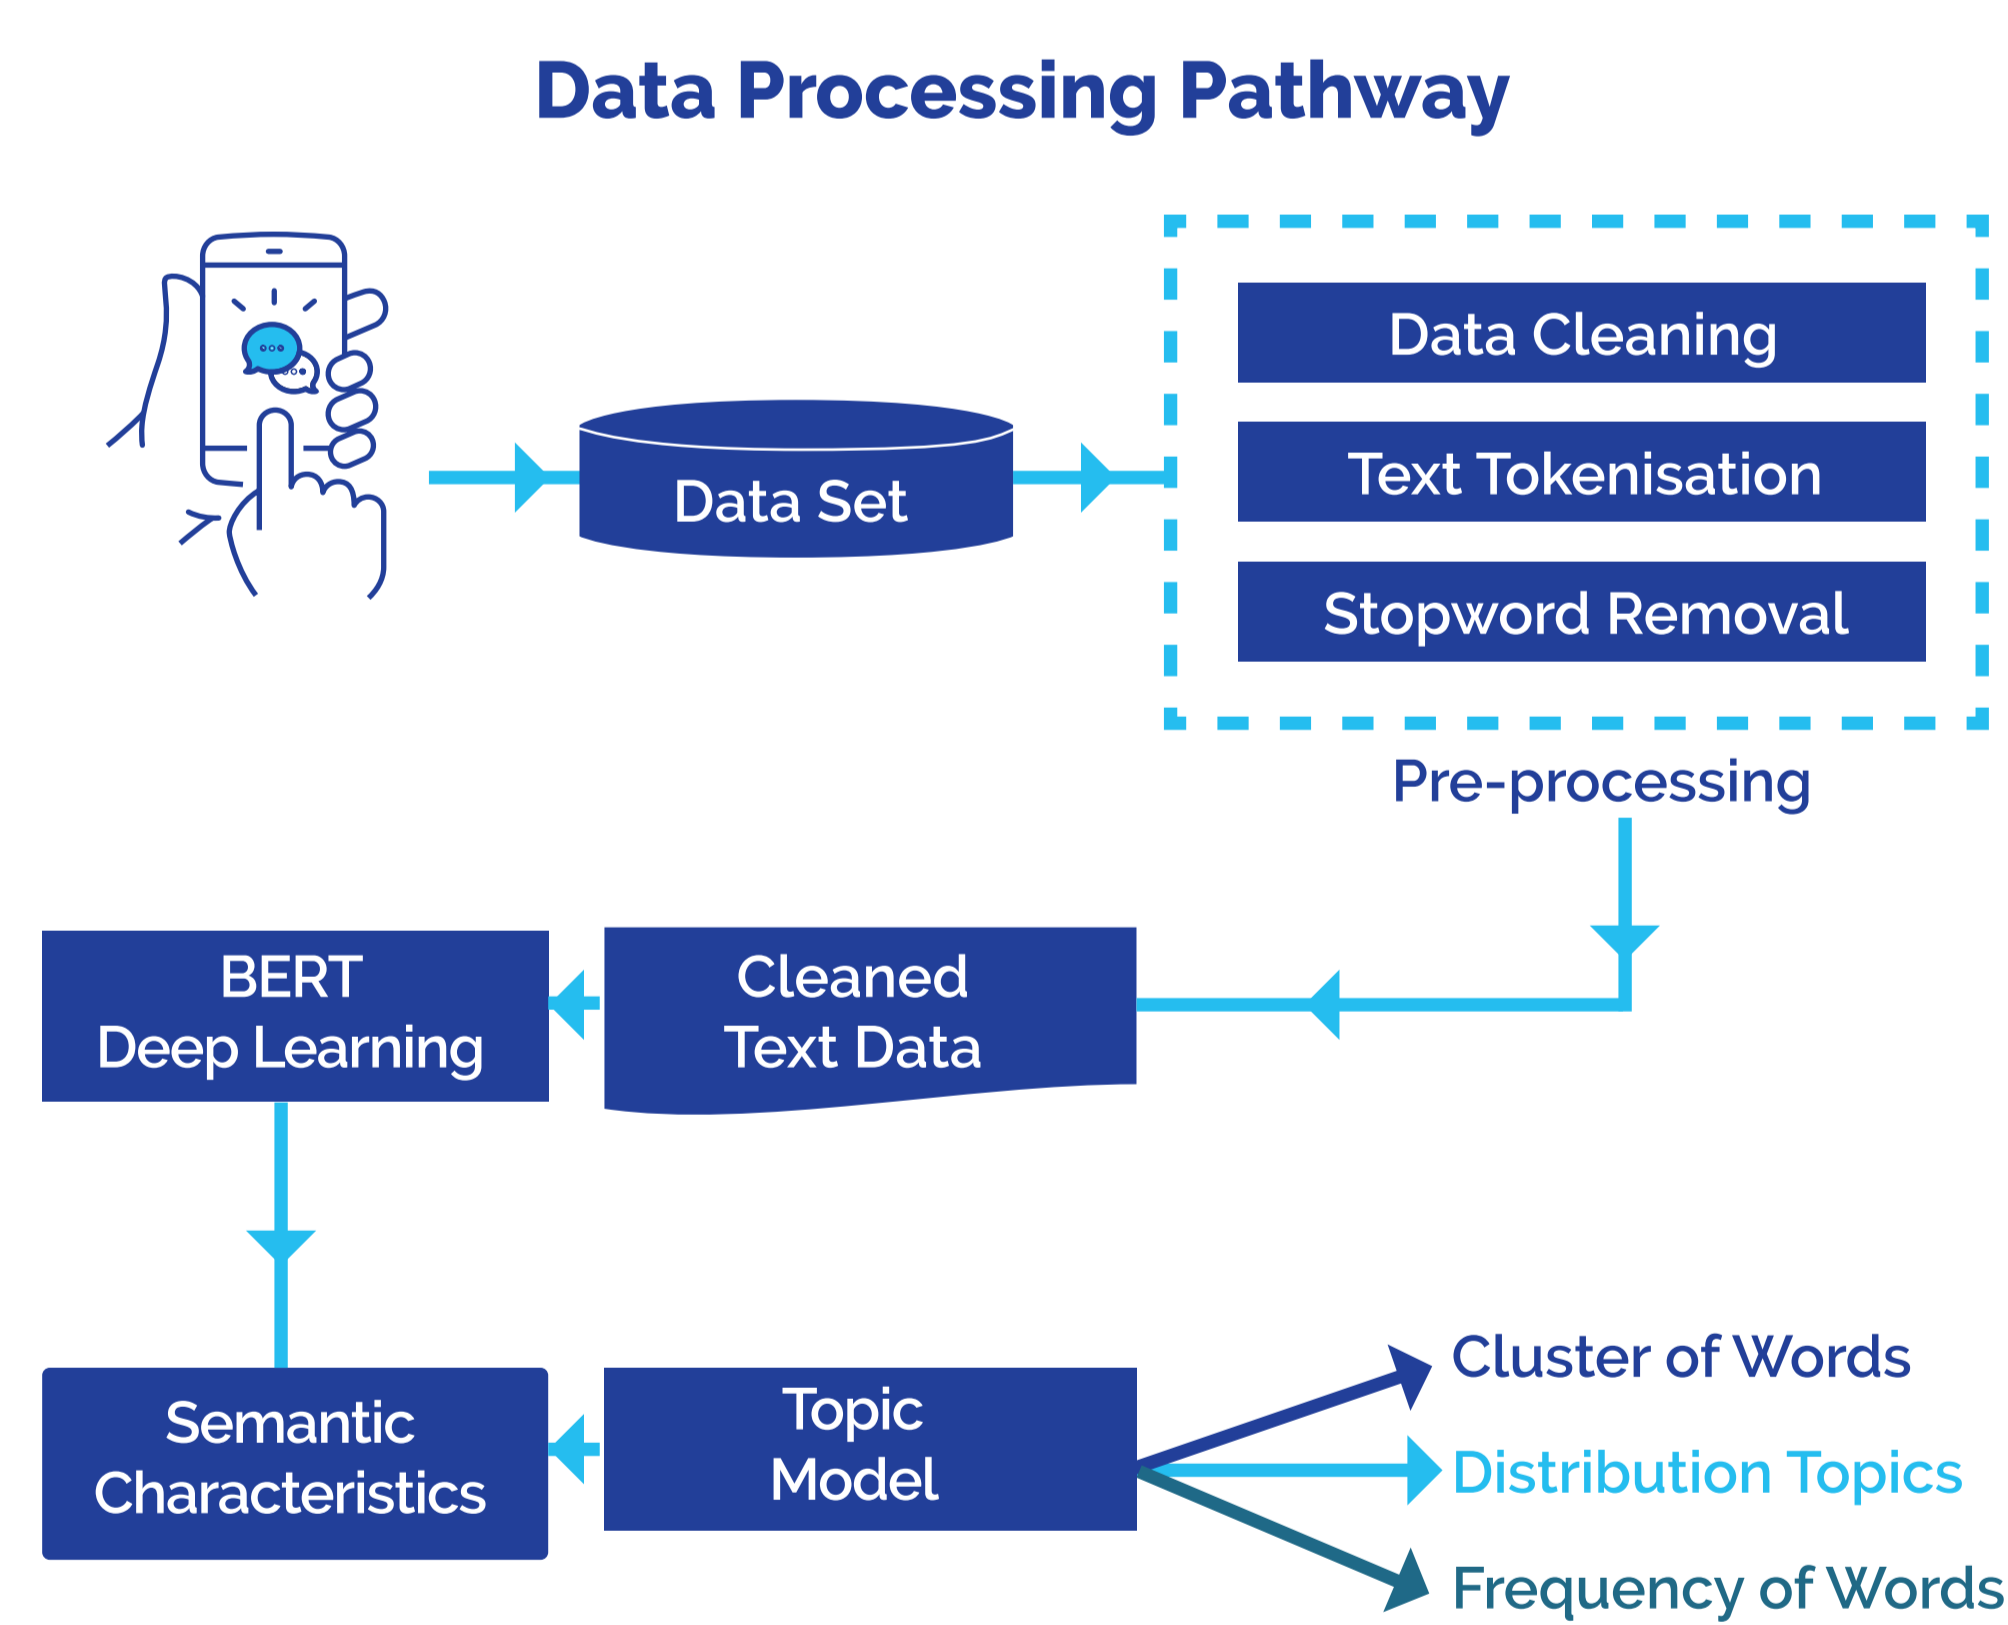 Data Processing Pathway
Data Set
Data Cleaning
Text Tokenisation
Stopword Removal
Pre-processing
Cleaned
Text Data
BERT
Deep Learning
Semantic
Characteristics
Topic
Model
Cluster of Words
Distribution Topics
Frequency of Words